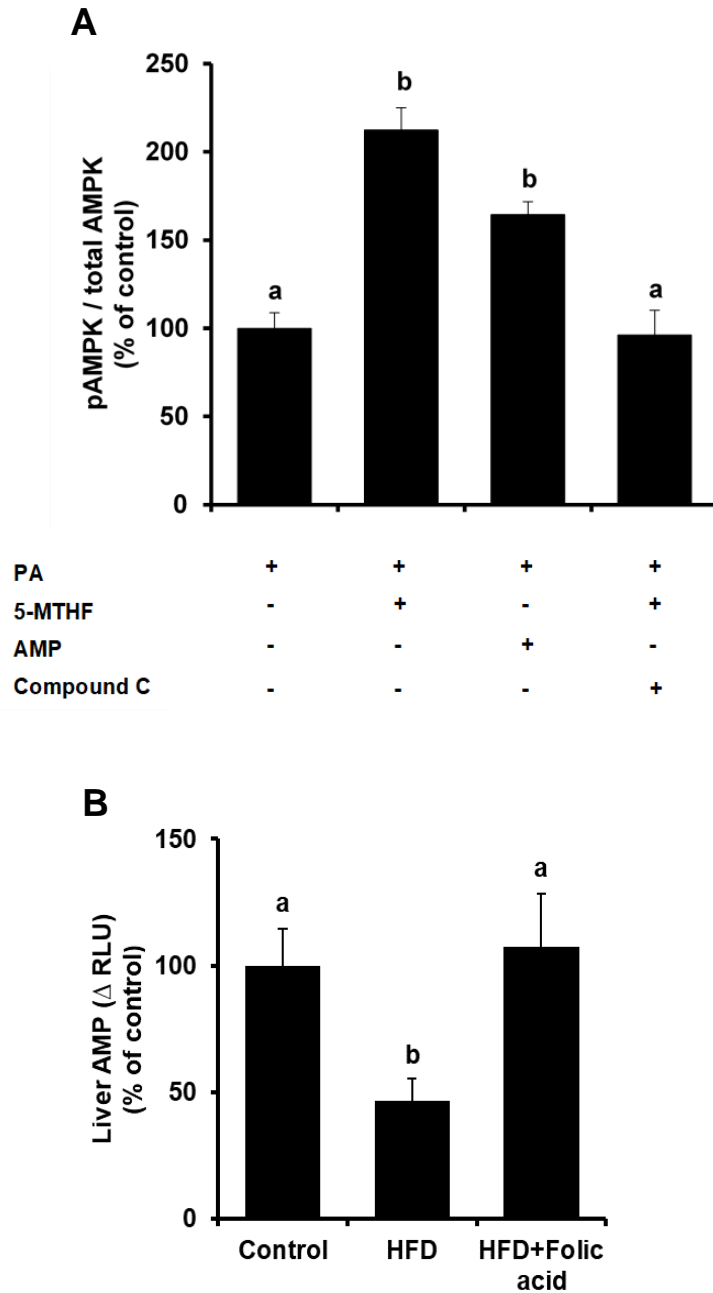 A
250
200
150
100
50
0
pAMPK / total AMPK
(% of control)
a
b
b
a
PA + + + +
5-MTHF - + - +
AMP - - + -
Compound C - - - +
B
150
100
50
0
Liver AMP (Δ RLU)
(% of control)
a
b
a
Control HFD HFD+Folic
acid